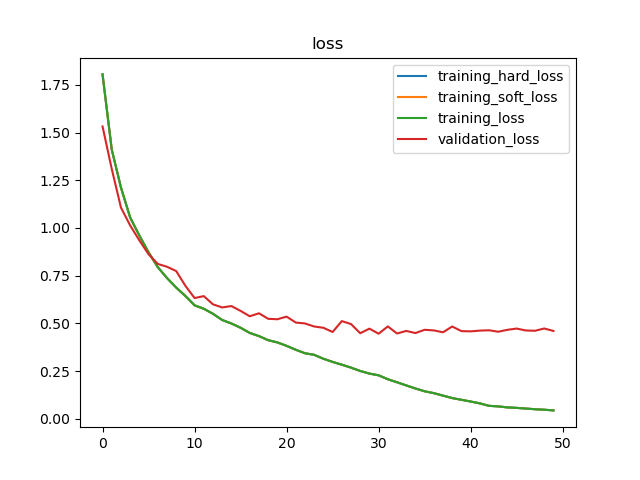 loss
training_hard_loss
training_soft_loss
training_loss
validation_loss
1.75
1.50
1.25
1.00
0.75
0.50
0.25
0.00
0 10 20 30 40 50